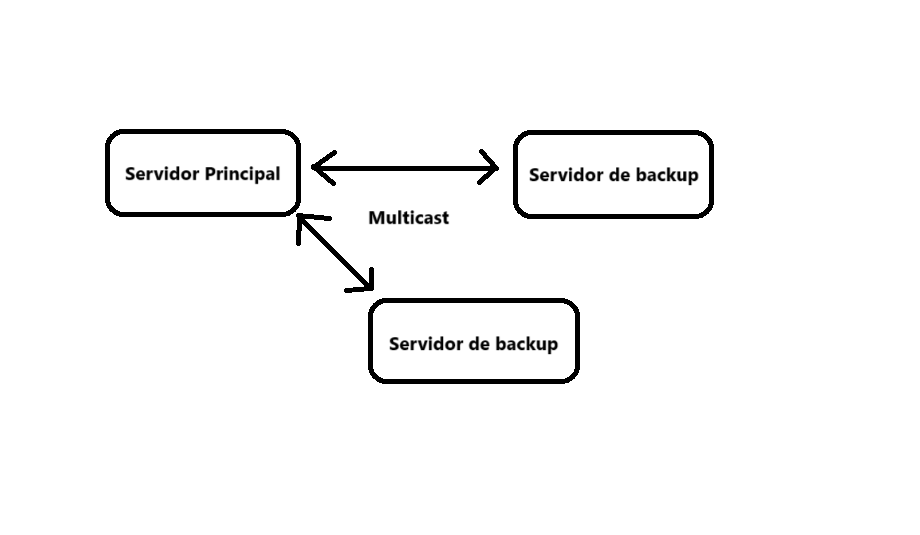 Servidor Principal
Servidor de backup
Multicast
Servidor de backup